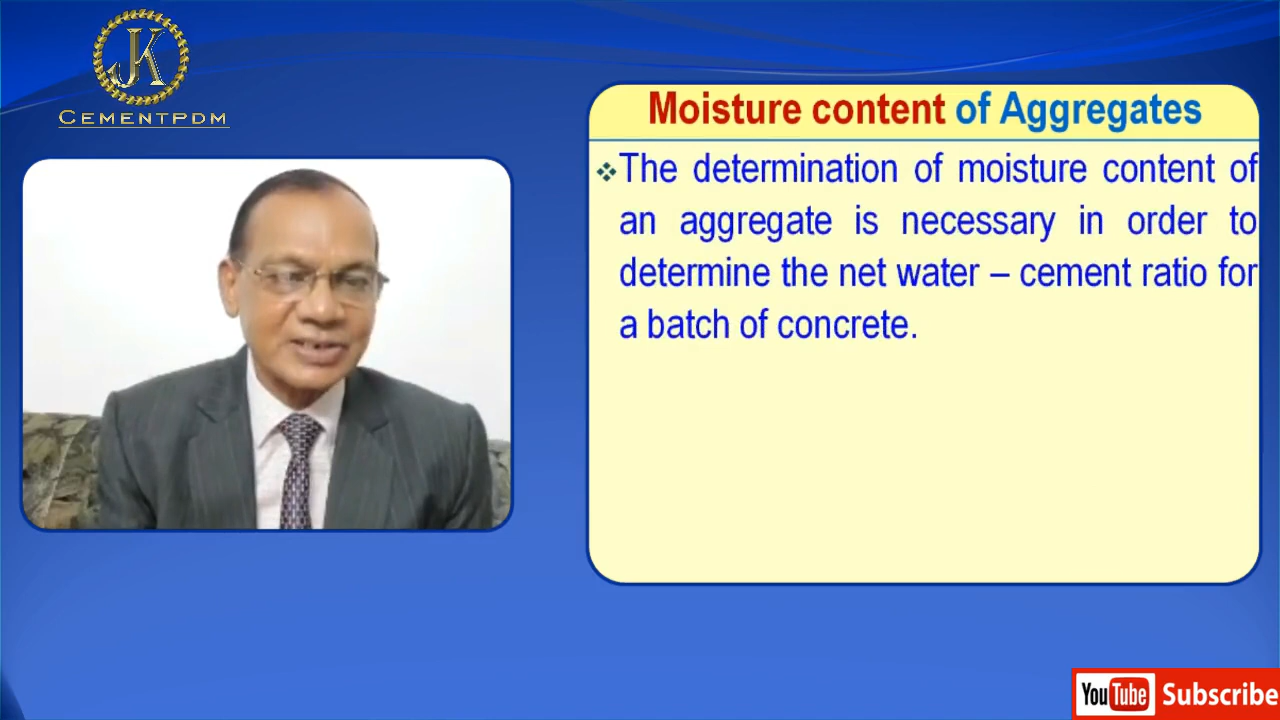 JK
CEMENTPDM
Moisture content of Aggregates
❖The determination of moisture content of
an aggregate is necessary in order to
determine the net water – cement ratio for
a batch of concrete.
YouTube Subscribe